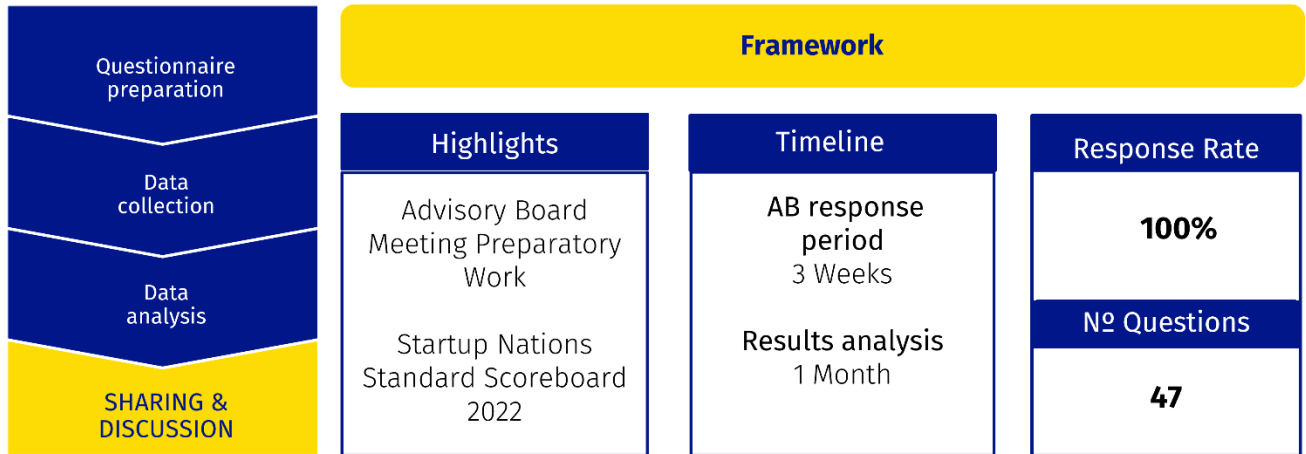 Questionnaire
preparation
Data
collection
Data
analysis
SHARING &
DISCUSSION
Framework
Highlights
Advisory Board
Meeting Preparatory
Work
Startup Nations
Standard Scoreboard
2022
Timeline
AB response
period
3 Weeks
Results analysis
1 Month
Response Rate
100%
Nº Questions
47